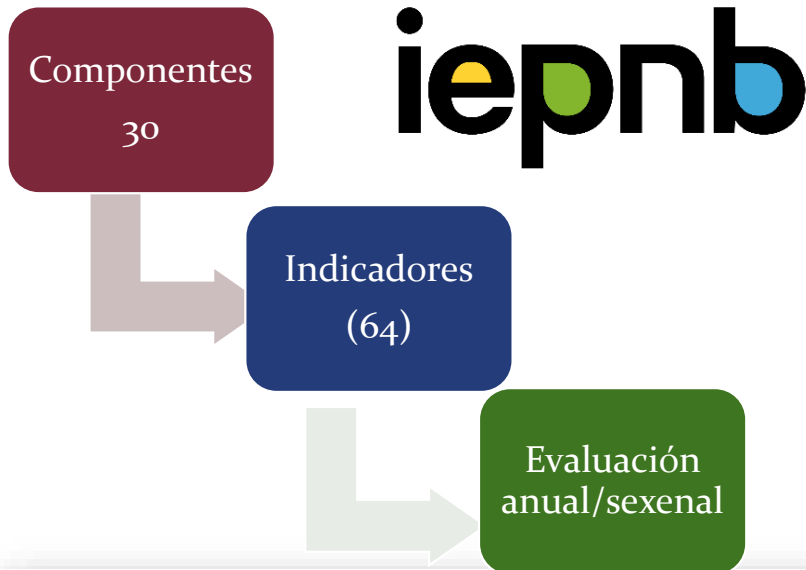 iepnb
Componentes
30
Indicadores
(64)
Evaluación
anual/sexenal